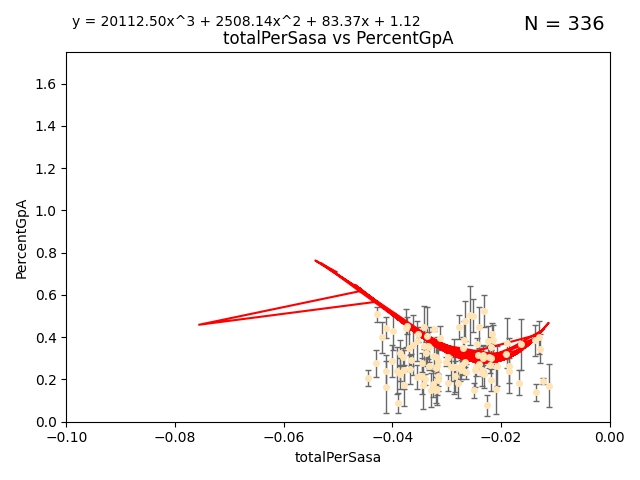 y = 20112.50x^3 + 2508.14x^2 + 83.37x + 1.12
N = 336
totalPerSasa vs PercentGpA
PercentGpA
1.6
1.4
1.2
1.0
0.8
0.6
0.4
0.2
0.0
−0.10 −0.08 −0.06 −0.04 −0.02 0.00
totalPerSasa